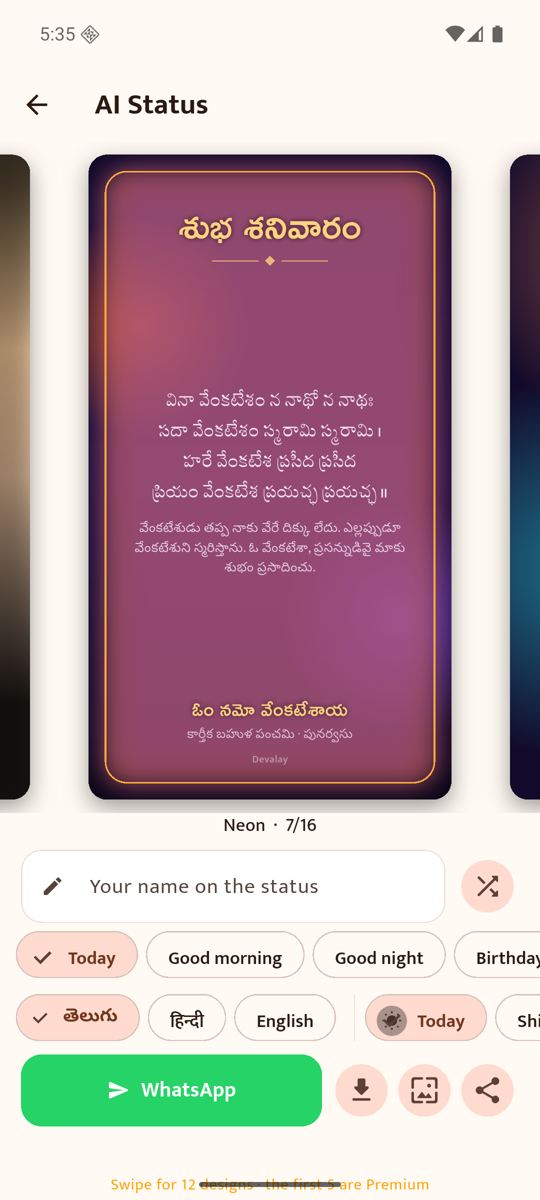 5:35
AI Status
శుభ శనివారం
వినా వేంకటేశం న నాథో న నాథః
సదా వేంకటేశం స్మరామి స్మరామి ।
హరే వేంకటేశ ప్రసీద ప్రసీద
ప్రియం వేంకటేశ ప్రయచ్ఛ ప్రయచ్ఛ ॥
వేంకటేశుడు తప్ప నాకు వేరే దిక్కు లేదు. ఎల్లప్పుడూ
వేంకటేశుని స్మరిస్తాను. ఓ వేంకటేశా, ప్రసన్నుడివై మాకు
శుభం ప్రసాదించు.
ఓం నమో వేంకటేశాయ
కార్తీక బహుళ పంచమి · పునర్వసు
Devalay
Neon · 7/16
Your name on the status
Today Good morning Good night Birthday
తెలుగు हिन्दी English Today Shi
WhatsApp
Swipe for 12 designs · the first 5 are Premium